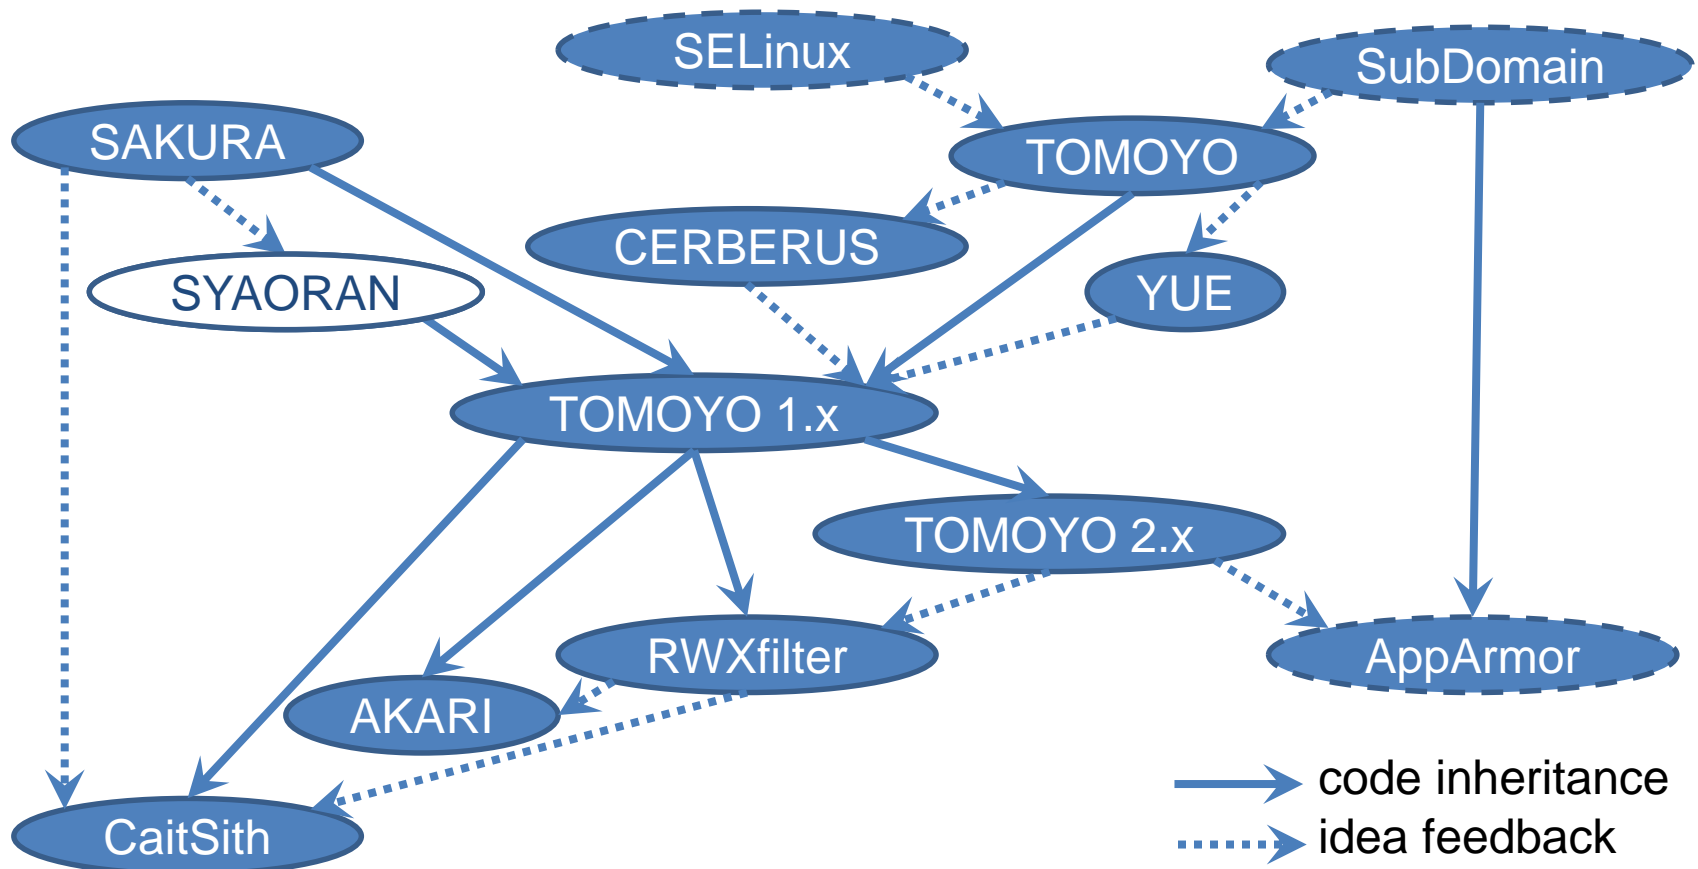 SELinux
SubDomain
SAKURA
TOMOYO
CERBERUS
SYAORAN
YUE
TOMOYO 1.x
TOMOYO 2.x
RWXfilter
AppArmor
AKARI
code inheritance
CaitSith
idea feedback